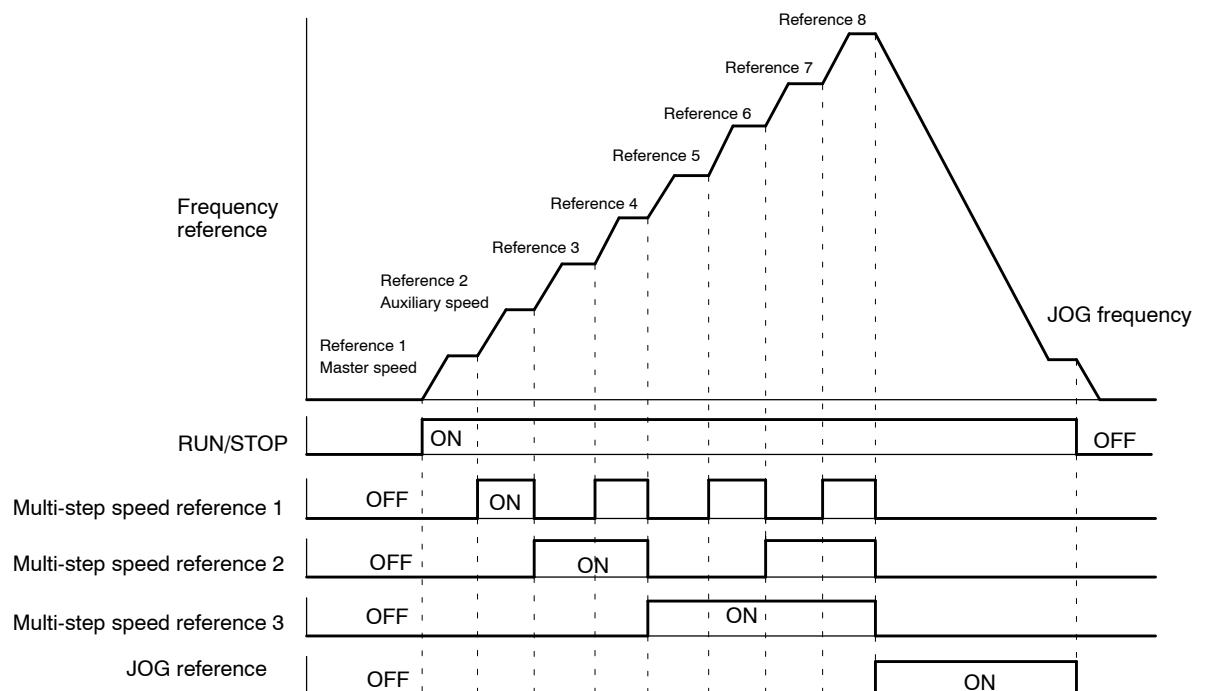 Reference 8
Reference 7
Reference 6
Reference 5
Reference 4
Reference 3
Reference 2
Auxiliary speed
Reference 1
Master speed
Frequency
reference
JOG frequency
RUN/STOP
ON
OFF
Multi-step speed reference 1
OFF
ON
Multi-step speed reference 2
OFF
ON
Multi-step speed reference 3
OFF
ON
JOG reference
OFF
ON